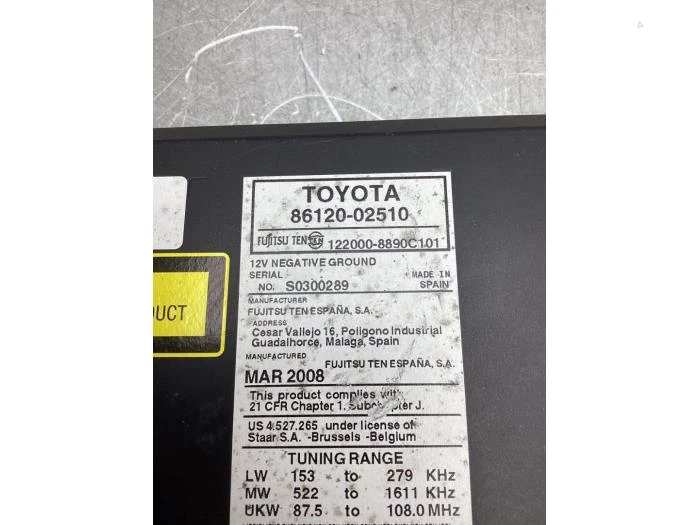 TOYOTA
86120-02510
FUJITSU TEN TEN 122000-8890C101
12V NEGATIVE GROUND
SERIAL MADE IN
NO. S0300289 SPAIN
MANUFACTURER
FUJITSU TEN ESPAÑA, S.A.
ADDRESS
Cesar Vallejo 16, Poligono Industrial
Guadalhorce, Malaga, Spain
MANUFACTURED FUJITSU TEN ESPAÑA, S.A.
MAR 2008
This product complies with
21 CFR Chapter 1. Subchapter J.
US 4.527.265 under license of
Staar S.A. -Brussels -Belgium
TUNING RANGE
LW 153 to 279 KHz
MW 522 to 1611 KHz
UKW 87.5 to 108.0 MHz
DUCT